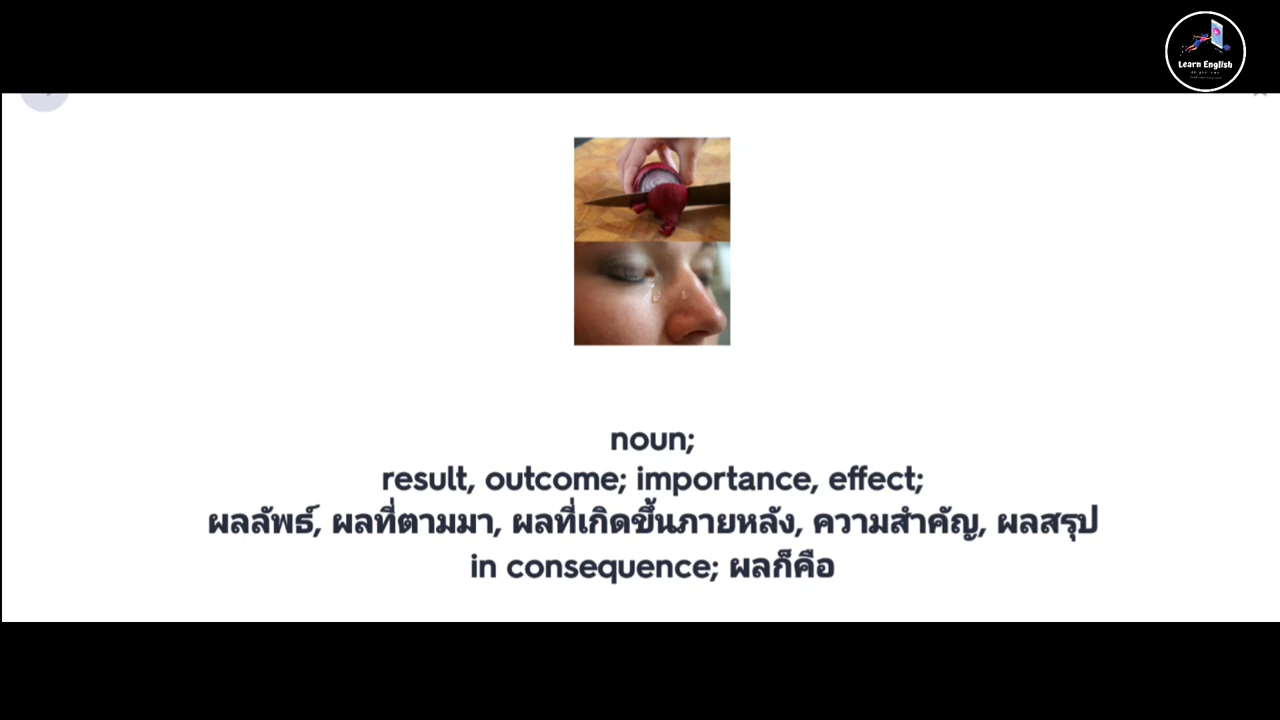 Learn English
noun;
result, outcome; importance, effect;
ผลลัพธ์, ผลที่ตามมา, ผลที่เกิดขึ้นภายหลัง, ความสำคัญ, ผลสรุป
in consequence; ผลก็คือ